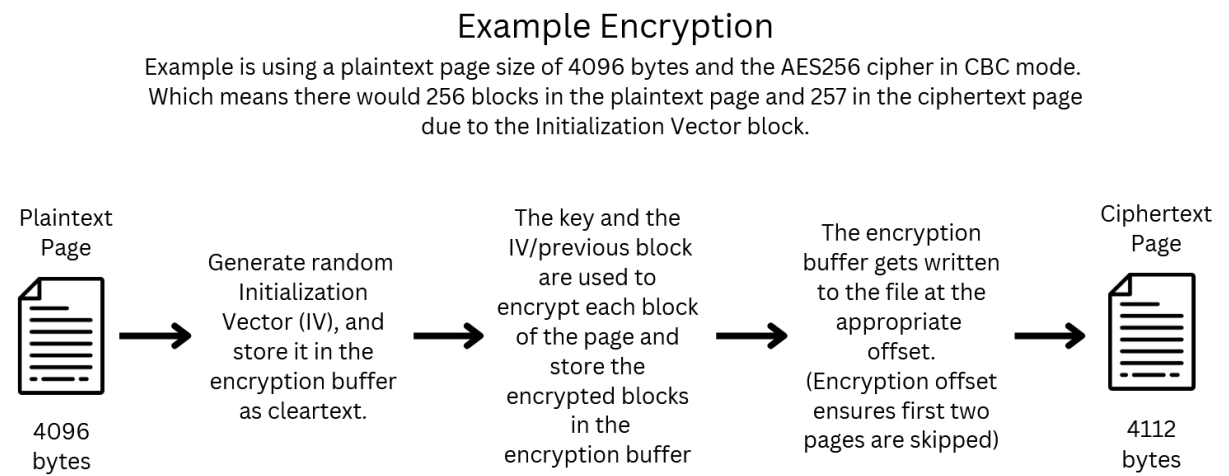 Example Encryption
Example is using a plaintext page size of 4096 bytes and the AES256 cipher in CBC mode.
Which means there would 256 blocks in the plaintext page and 257 in the ciphertext page
due to the Initialization Vector block.
Plaintext
Page
4096
bytes
Generate random
Initialization
Vector (IV), and
store it in the
encryption buffer
as cleartext.
The key and the
IV/previous block
are used to
encrypt each block
of the page and
store the
encrypted blocks
in the
encryption buffer
The encryption
buffer gets written
to the file at the
appropriate
offset.
(Encryption offset
ensures first two
pages are skipped)
Ciphertext
Page
4112
bytes